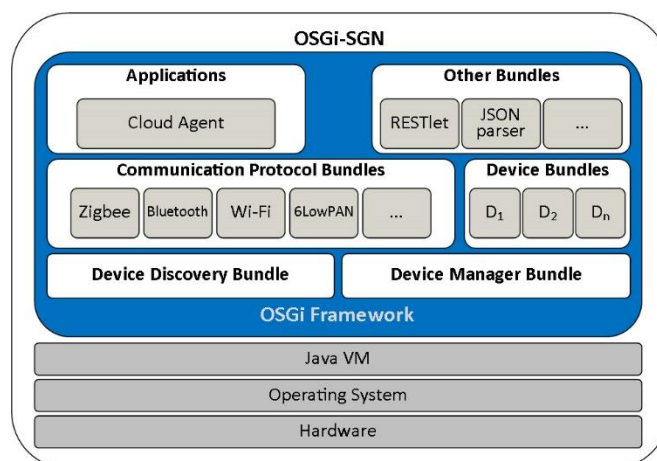 OSGi-SGN
Applications
Cloud Agent
Other Bundles
RESTlet
JSON
parser
...
Communication Protocol Bundles
Zigbee
Bluetooth
Wi-Fi
6LowPAN
...
Device Bundles
D₁
D₂
Dₙ
Device Discovery Bundle
Device Manager Bundle
OSGi Framework
Java VM
Operating System
Hardware